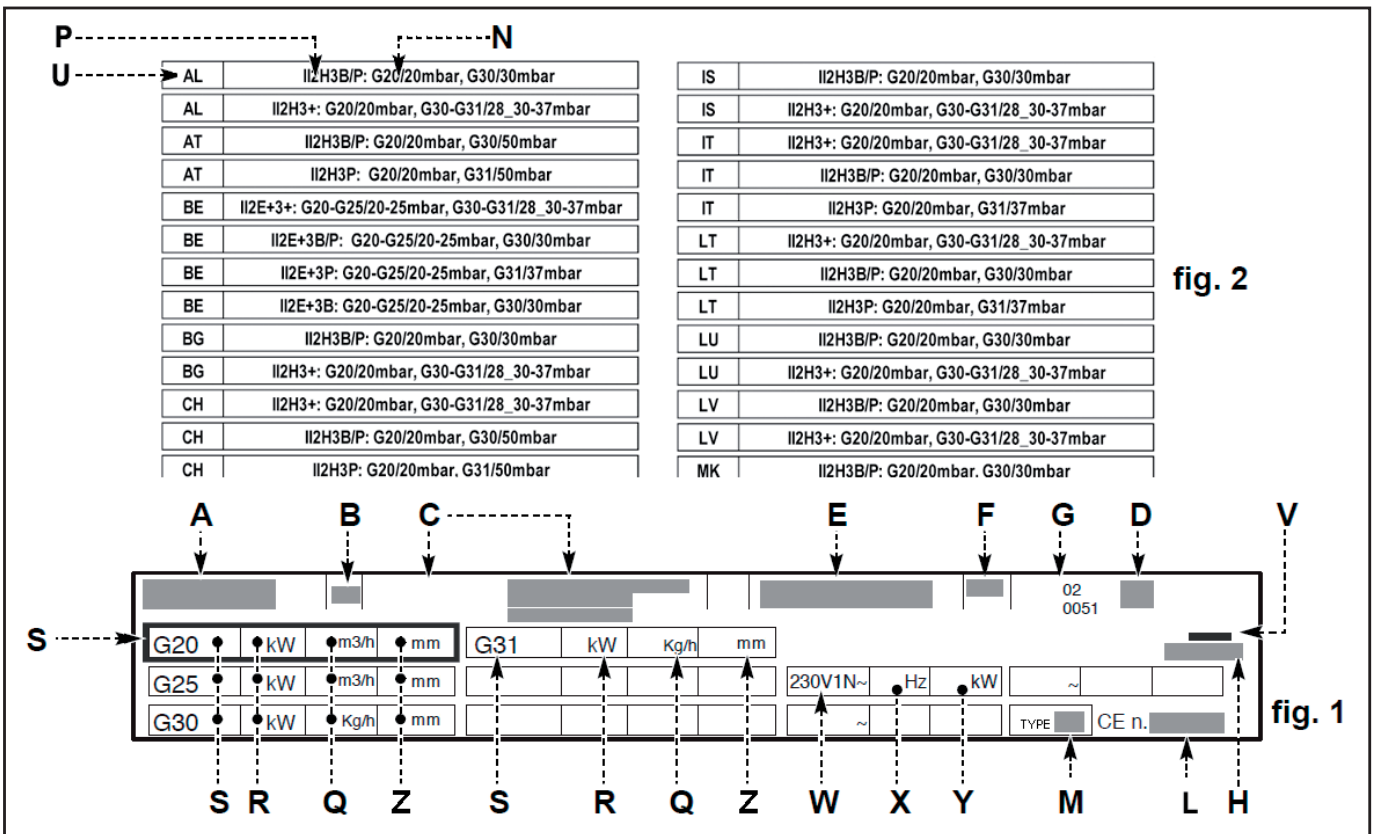 P N
U
AL II2H3B/P: G20/20mbar, G30/30mbar
AL II2H3+: G20/20mbar, G30-G31/28_30-37mbar
AT II2H3B/P: G20/20mbar, G30/50mbar
AT II2H3P: G20/20mbar, G31/50mbar
BE II2E+3+: G20-G25/20-25mbar, G30-G31/28_30-37mbar
BE II2E+3B/P: G20-G25/20-25mbar, G30/30mbar
BE II2E+3P: G20-G25/20-25mbar, G31/37mbar
BE II2E+3B: G20-G25/20-25mbar, G30/30mbar
BG II2H3B/P: G20/20mbar, G30/30mbar
BG II2H3+: G20/20mbar, G30-G31/28_30-37mbar
CH II2H3+: G20/20mbar, G30-G31/28_30-37mbar
CH II2H3B/P: G20/20mbar, G30/50mbar
CH II2H3P: G20/20mbar, G31/50mbar
IS II2H3B/P: G20/20mbar, G30/30mbar
IS II2H3+: G20/20mbar, G30-G31/28_30-37mbar
IT II2H3+: G20/20mbar, G30-G31/28_30-37mbar
IT II2H3B/P: G20/20mbar, G30/30mbar
IT II2H3P: G20/20mbar, G31/37mbar
LT II2H3+: G20/20mbar, G30-G31/28_30-37mbar
LT II2H3B/P: G20/20mbar, G30/30mbar
LT II2H3P: G20/20mbar, G31/37mbar
LU II2H3B/P: G20/20mbar, G30/30mbar
LU II2H3+: G20/20mbar, G30-G31/28_30-37mbar
LV II2H3B/P: G20/20mbar, G30/30mbar
LV II2H3+: G20/20mbar, G30-G31/28_30-37mbar
MK II2H3B/P: G20/20mbar, G30/30mbar
fig. 2
A B C E F G D V
02
0051
S G20 kW m3/h mm G31 kW Kg/h mm
G25 kW m3/h mm 230V1N~ Hz kW ~
G30 kW Kg/h mm ~ TYPE CE n.
fig. 1
S R Q Z S R Q Z W X Y M L H